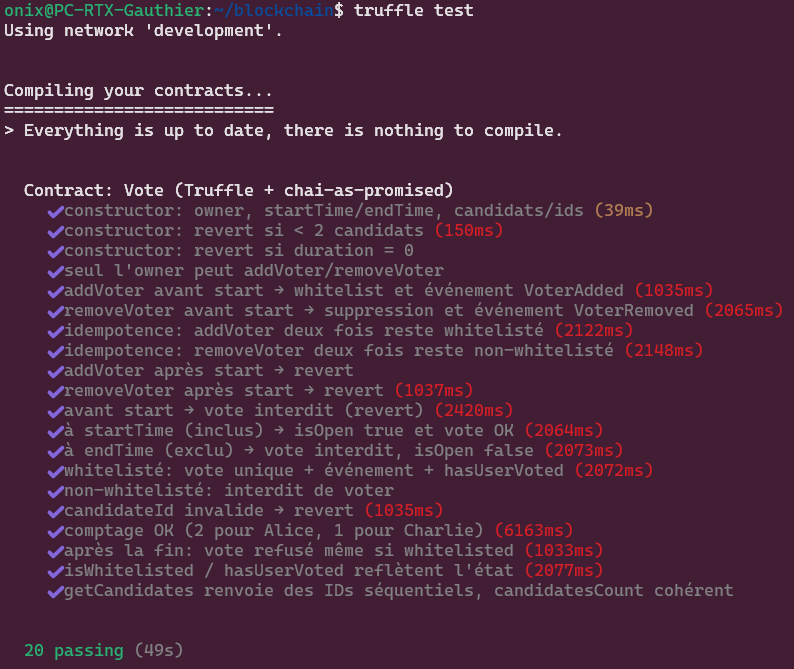 onix@PC-RTX-Gauthier:~/blockchain$ truffle test
Using network 'development'.
Compiling your contracts...
===========================
> Everything is up to date, there is nothing to compile.
Contract: Vote (Truffle + chai-as-promised)
✔constructor: owner, startTime/endTime, candidats/ids (39ms)
✔constructor: revert si < 2 candidats (150ms)
✔constructor: revert si duration = 0
✔seul l'owner peut addVoter/removeVoter
✔addVoter avant start → whitelist et événement VoterAdded (1035ms)
✔removeVoter avant start → suppression et événement VoterRemoved (2065ms)
✔idempotence: addVoter deux fois reste whitelisté (2122ms)
✔idempotence: removeVoter deux fois reste non-whitelisté (2148ms)
✔addVoter après start → revert
✔removeVoter après start → revert (1037ms)
✔avant start → vote interdit (revert) (2420ms)
✔à startTime (inclus) → isOpen true et vote OK (2064ms)
✔à endTime (exclu) → vote interdit, isOpen false (2073ms)
✔whitelisté: vote unique + événement + hasUserVoted (2072ms)
✔non-whitelisté: interdit de voter
✔candidateId invalide → revert (1035ms)
✔comptage OK (2 pour Alice, 1 pour Charlie) (6163ms)
✔après la fin: vote refusé même si whitelisted (1033ms)
✔isWhitelisted / hasUserVoted reflètent l'état (2077ms)
✔getCandidates renvoie des IDs séquentiels, candidatesCount cohérent
20 passing (49s)